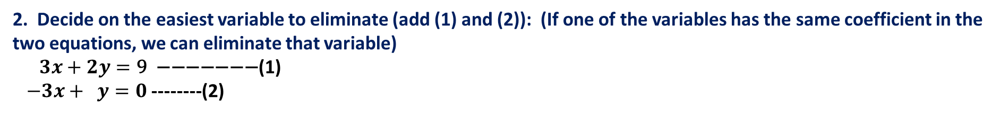 2. Decide on the easiest variable to eliminate (add (1) and (2)): (If one of the variables has the same coefficient in the
two equations, we can eliminate that variable)
3x + 2y = 9 −−−−−−−(1)
−3x + y = 0 --------(2)